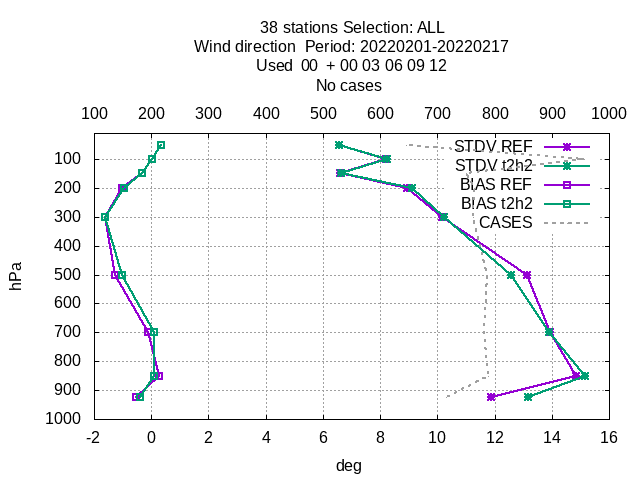 38 stations Selection: ALL
Wind direction  Period: 20220201-20220217
Used  00  + 00 03 06 09 12
No cases
100 200 300 400 500 600 700 800 900 1000
STDV REF
STDV t2h2
BIAS REF
BIAS t2h2
CASES
hPa
100
200
300
400
500
600
700
800
900
1000
-2 0 2 4 6 8 10 12 14 16
deg